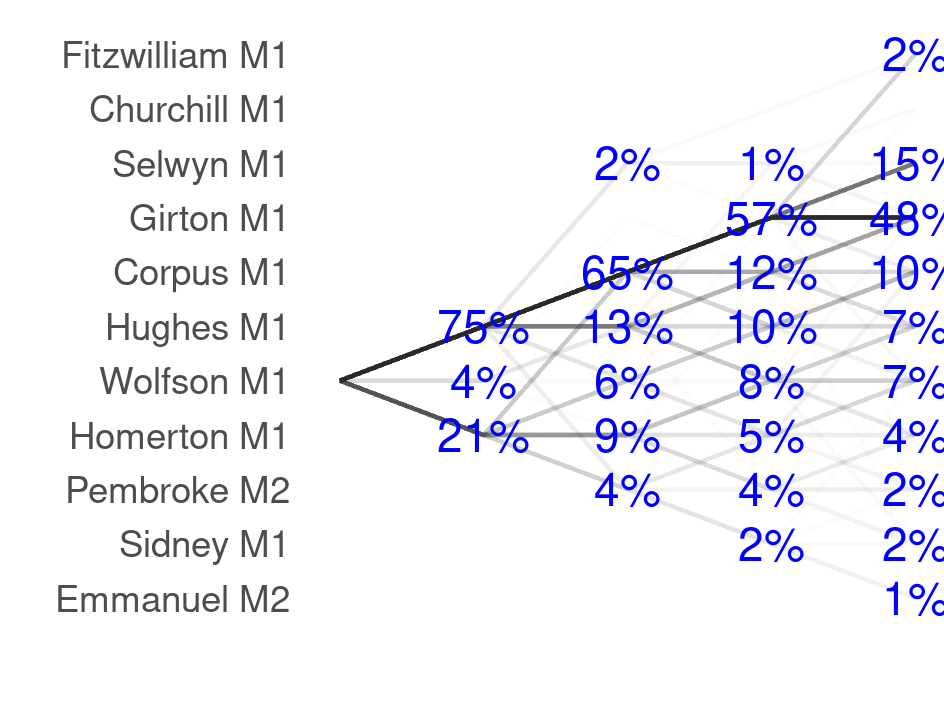 Fitzwilliam M1 2%
Churchill M1
Selwyn M1 2% 1% 15%
Girton M1 57% 48%
Corpus M1 65% 12% 10%
Hughes M1 75% 13% 10% 7%
Wolfson M1 4% 6% 8% 7%
Homerton M1 21% 9% 5% 4%
Pembroke M2 4% 4% 2%
Sidney M1 2% 2%
Emmanuel M2 1%